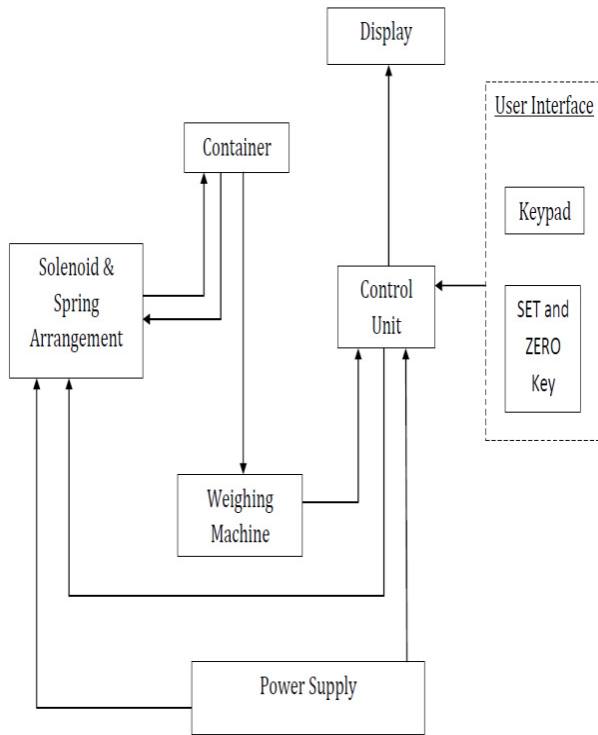 Display
User Interface
Container
Keypad
Solenoid &
Spring
Arrangement
Control
Unit
SET and
ZERO
Key
Weighing
Machine
Power Supply